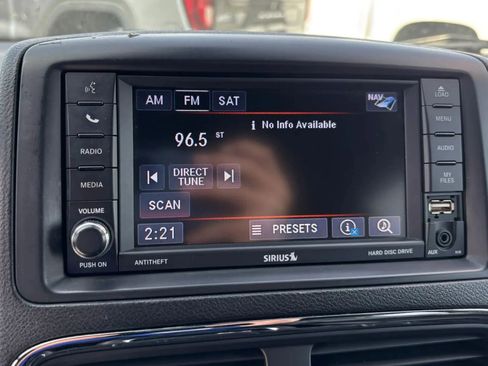 AM FM SAT NAV
LOAD
i No Info Available
MENU
96.5 ST
RADIO
DIRECT
TUNE
AUDIO
MEDIA
MY
FILES
SCAN
VOLUME
2:21 PRESETS
PUSH ON
AUX
ANTITHEFT
SIRIUS
HARD DISC DRIVE